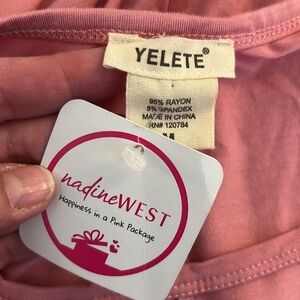 YELETE®
95% RAYON
5% SPANDEX
MADE IN CHINA
RN# 120784
M
nadineWEST
Happiness in a Pink Package